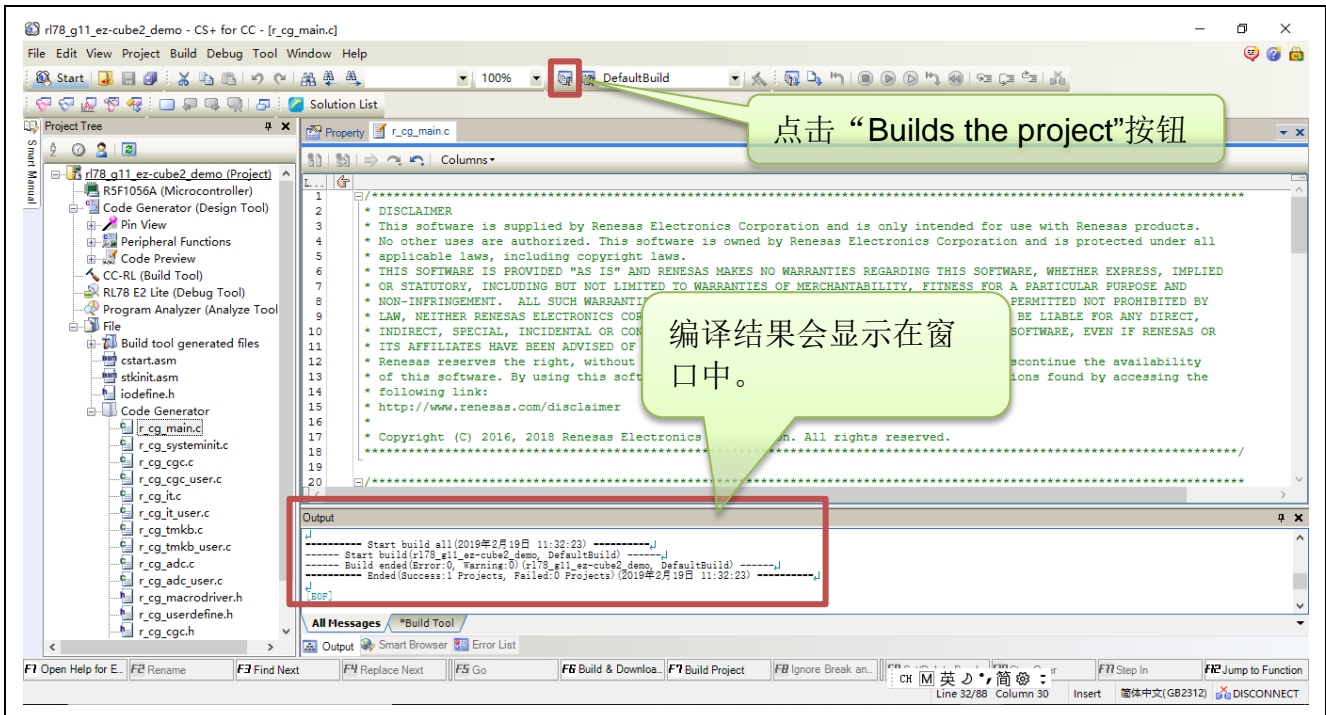 rl78_g11_ez-cube2_demo - CS+ for CC - [r_cg_main.c]
File Edit View Project Build Debug Tool Window Help
Start 100% DefaultBuild
Solution List
点击“Builds the project”按钮
Smart Manual
Project Tree
rl78_g11_ez-cube2_demo (Project)
R5F1056A (Microcontroller)
Code Generator (Design Tool)
Pin View
Peripheral Functions
Code Preview
CC-RL (Build Tool)
RL78 E2 Lite (Debug Tool)
Program Analyzer (Analyze Tool
File
Build tool generated files
cstart.asm
stkinit.asm
iodefine.h
Code Generator
r_cg_main.c
r_cg_systeminit.c
r_cg_cgc.c
r_cg_cgc_user.c
r_cg_it.c
r_cg_it_user.c
r_cg_tmkb.c
r_cg_tmkb_user.c
r_cg_adc.c
r_cg_adc_user.c
r_cg_macrodriver.h
r_cg_userdefine.h
r_cg_cgc.h
Property r_cg_main.c
Columns
L...
1 /***********************************************************************************************************************
2 * DISCLAIMER
3 * This software is supplied by Renesas Electronics Corporation and is only intended for use with Renesas products.
4 * No other uses are authorized. This software is owned by Renesas Electronics Corporation and is protected under all
5 * applicable laws, including copyright laws.
6 * THIS SOFTWARE IS PROVIDED "AS IS" AND RENESAS MAKES NO WARRANTIES REGARDING THIS SOFTWARE, WHETHER EXPRESS, IMPLIED
7 * OR STATUTORY, INCLUDING BUT NOT LIMITED TO WARRANTIES OF MERCHANTABILITY, FITNESS FOR A PARTICULAR PURPOSE AND
8 * NON-INFRINGEMENT. ALL SUCH WARRANTI PERMITTED NOT PROHIBITED BY
9 * LAW, NEITHER RENESAS ELECTRONICS COR BE LIABLE FOR ANY DIRECT,
10 * INDIRECT, SPECIAL, INCIDENTAL OR CON SOFTWARE, EVEN IF RENESAS OR
11 * ITS AFFILIATES HAVE BEEN ADVISED OF
12 * Renesas reserves the right, without scontinue the availability
13 * of this software. By using this soft ions found by accessing the
14 * following link:
15 * http://www.renesas.com/disclaimer
16 *
17 * Copyright (C) 2016, 2018 Renesas Electronics n. All rights reserved.
18 ***********************************************************************************************************************/
19
20 /***********************************************************************************************************************
编译结果会显示在窗
口中。
Output
---------- Start build all(2019年2月19日 11:32:23) ----------
------ Start build(rl78_g11_ez-cube2_demo, DefaultBuild) ------
------ Build ended(Error:0, Warning:0)(rl78_g11_ez-cube2_demo, DefaultBuild) ------
---------- Ended(Success:1 Projects, Failed:0 Projects)(2019年2月19日 11:32:23) ----------
[EOF]
All Messages *Build Tool
Output Smart Browser Error List
F1 Open Help for E... F2 Rename F3 Find Next F4 Replace Next F5 Go F6 Build & Downloa... F7 Build Project F8 Ignore Break an... F11 Step In F12 Jump to Function
CH M 英 简
Line 32/88 Column 30 Insert 简体中文(GB2312) DISCONNECT